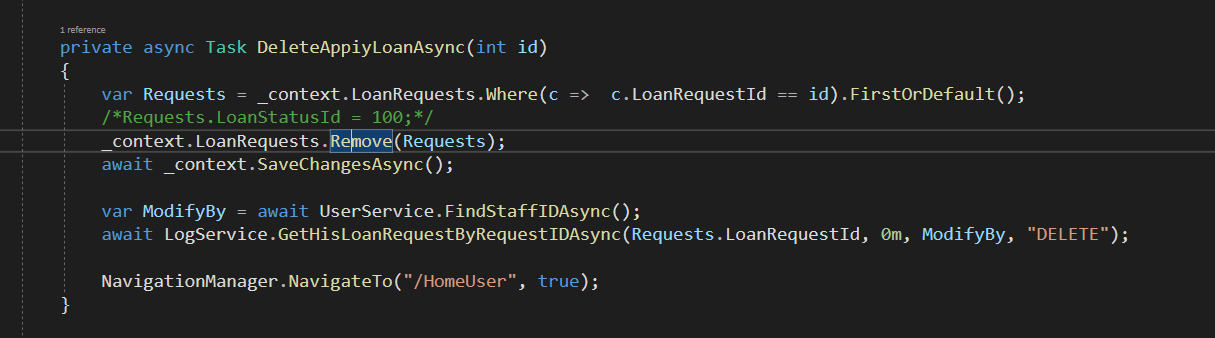 1 reference
private async Task DeleteAppiyLoanAsync(int id)
{
var Requests = _context.LoanRequests.Where(c =>  c.LoanRequestId == id).FirstOrDefault();
/*Requests.LoanStatusId = 100;*/
_context.LoanRequests.Remove(Requests);
await _context.SaveChangesAsync();
var ModifyBy = await UserService.FindStaffIDAsync();
await LogService.GetHisLoanRequestByRequestIDAsync(Requests.LoanRequestId, 0m, ModifyBy, "DELETE");
NavigationManager.NavigateTo("/HomeUser", true);
}